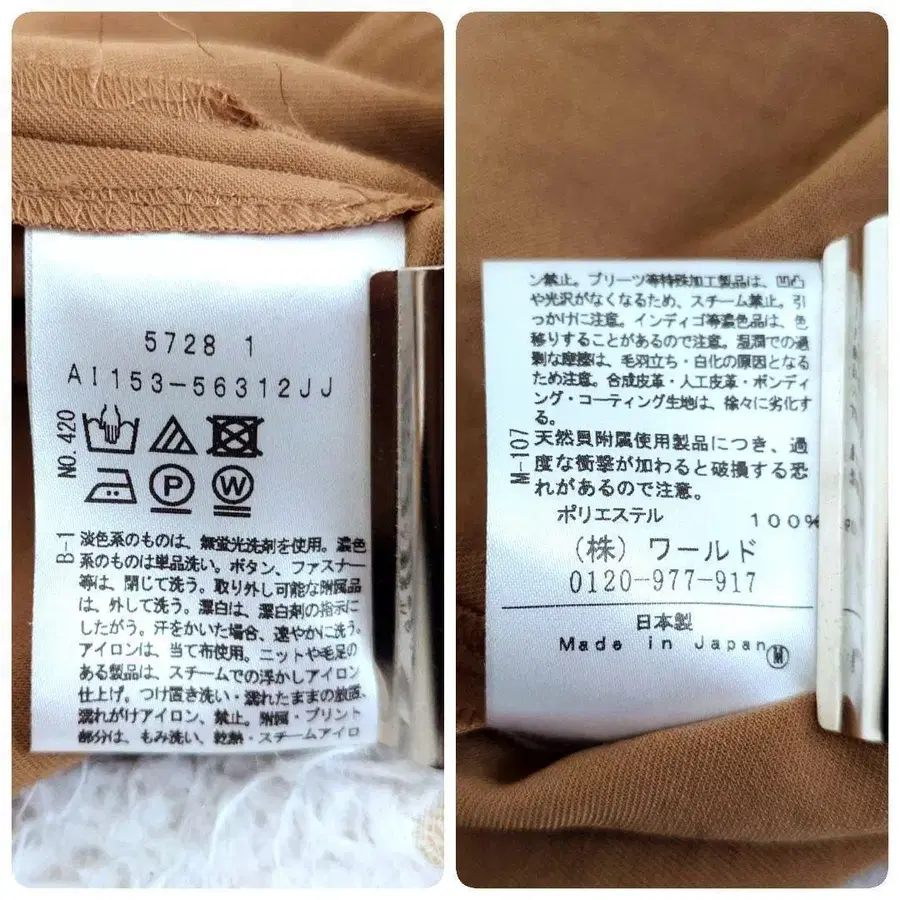 5728 1
AI153-56312JJ
NO.420
P
W
B-1
淡色系のものは、無蛍光洗剤を使用。濃色
系のものは単品洗い。ボタン、ファスナー
等は、閉じて洗う。取り外し可能な附属品
は、外して洗う。漂白は、漂白剤の指示に
したがう。汗をかいた場合、速やかに洗う。
アイロンは、当て布使用。ニットや毛足の
ある製品は、スチームでの浮かしアイロン
仕上げ。つけ置き洗い・濡れたままの放置、
濡れがけアイロン、禁止。附属・プリント
部分は、もみ洗い、乾熱・スチームアイロ
ン禁止。プリーツ等特殊加工製品は、凹凸
や光沢がなくなるため、スチーム禁止。引
っかけに注意。インディゴ等濃色品は、色
移りすることがあるので注意。湿潤での過
剰な摩擦は、毛羽立ち・白化の原因となる
ため注意。合成皮革・人工皮革・ボンディ
ング・コーティング生地は、徐々に劣化す
る。
M-107
天然貝附属使用製品につき、過
度な衝撃が加わると破損する恐
れがあるので注意。
ポリエステル 100%
(株) ワールド
0120-977-917
日本製
Made in Japan M